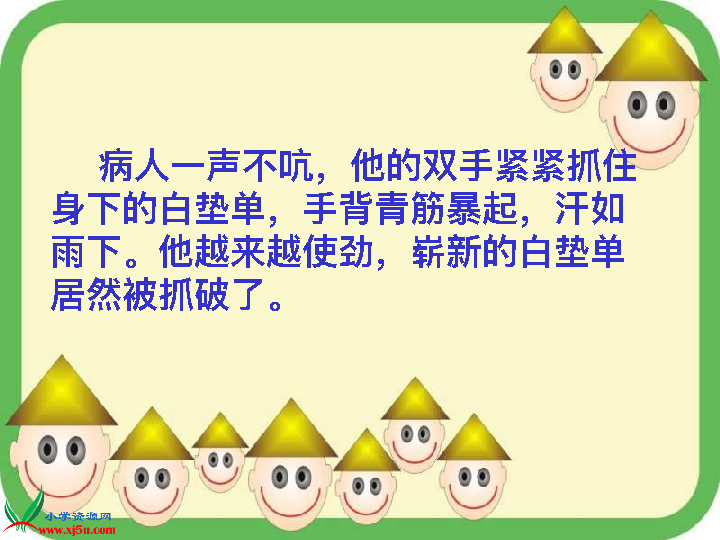 病人一声不吭，他的双手紧紧抓住
身下的白垫单，手背青筋暴起，汗如
雨下。他越来越使劲，崭新的白垫单
居然被抓破了。
小学资源网
www.xj5u.com